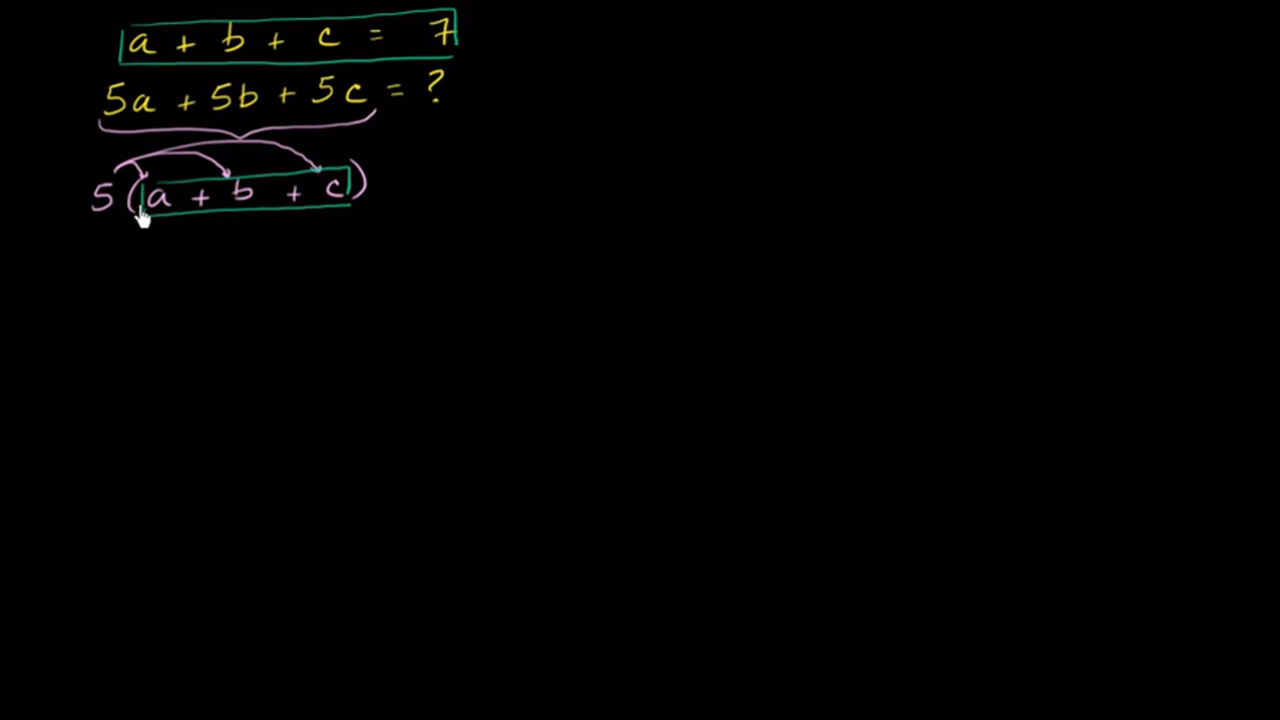 a + b + c = 7
5a + 5b + 5c = ?
5(a + b + c)